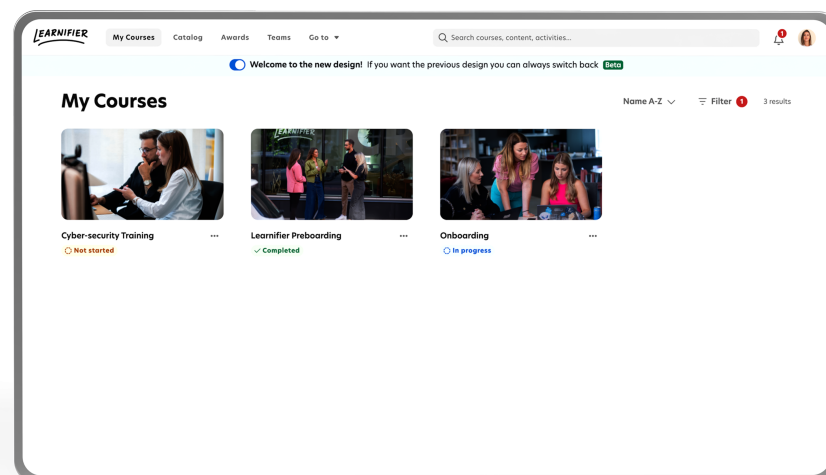 LEARNIFIER
My Courses Catalog Awards Teams Go to
Search courses, content, activities...
1
Welcome to the new design! If you want the previous design you can always switch back Beta
My Courses
Name A-Z Filter 1 3 results
LEARNIFIER
Cyber-security Training ...
Learnifier Preboarding ...
Onboarding ...
Not started
Completed
In progress